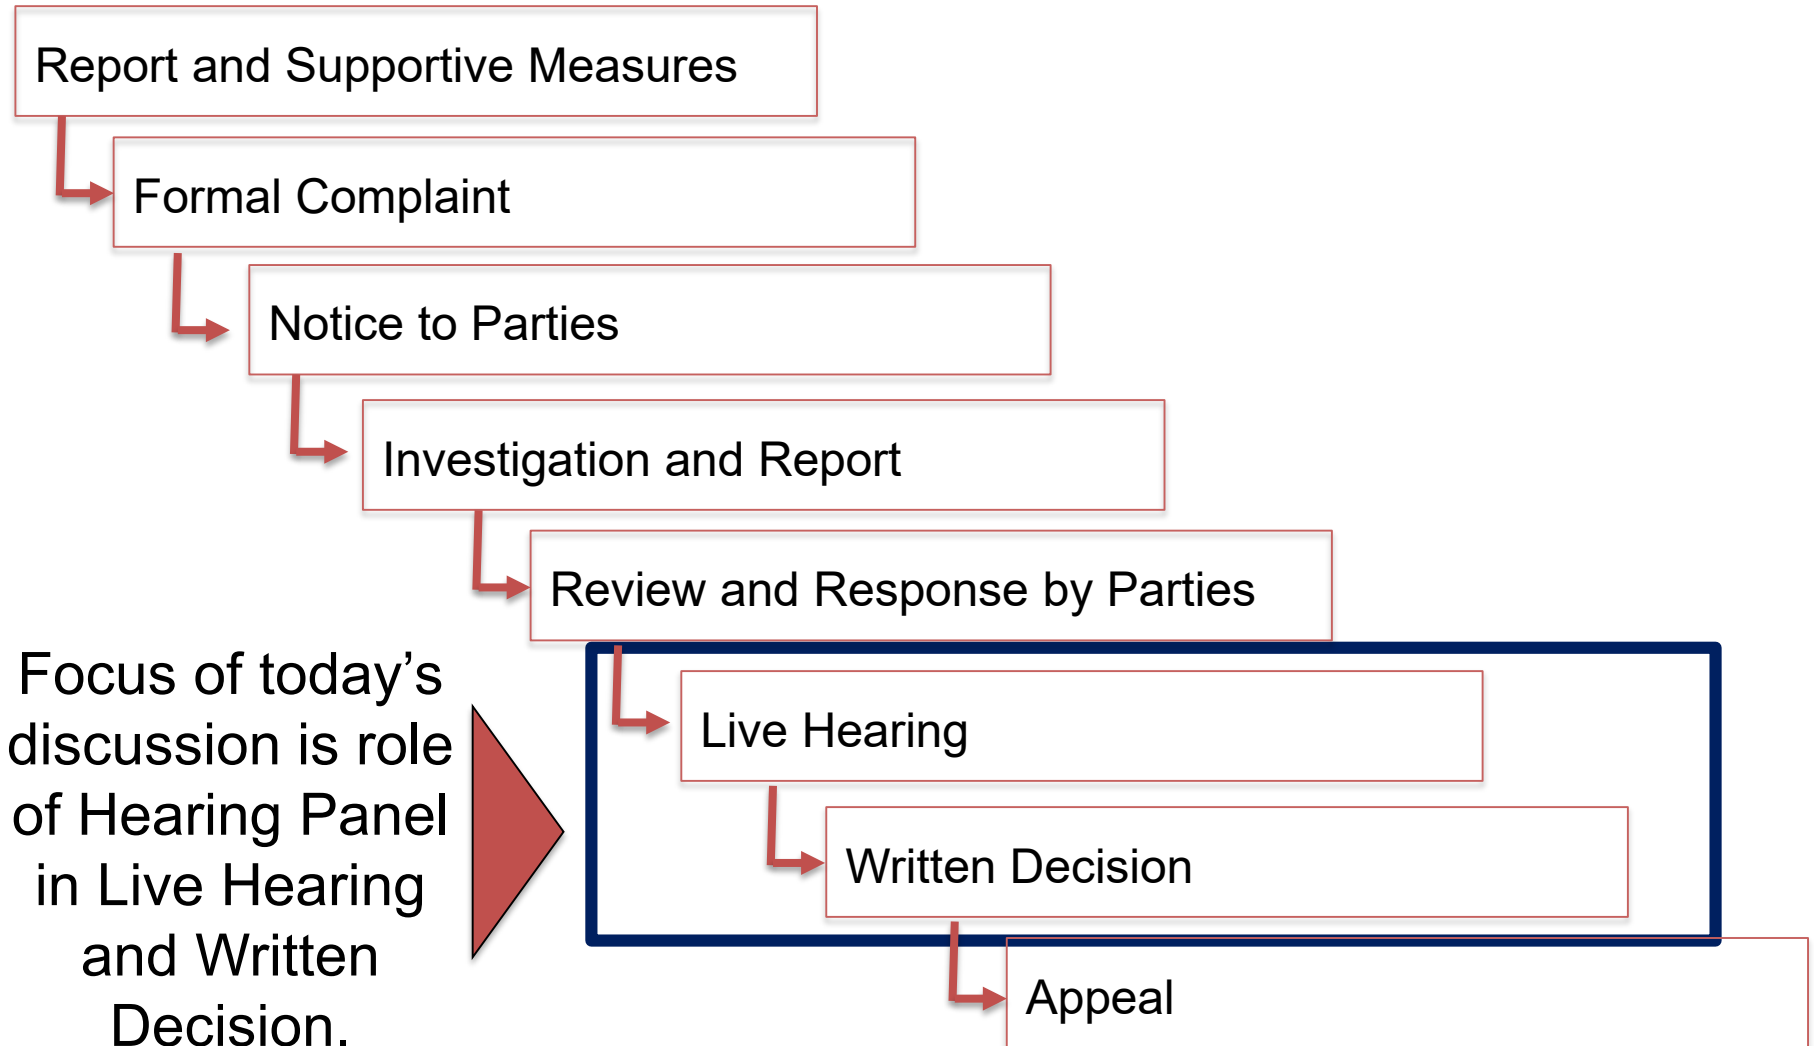 Report and Supportive Measures
Formal Complaint
Notice to Parties
Investigation and Report
Review and Response by Parties
Focus of today’s
discussion is role
of Hearing Panel
in Live Hearing
and Written
Decision.
Live Hearing
Written Decision
Appeal